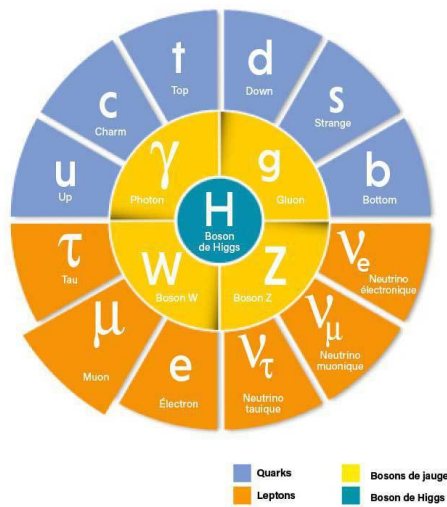 t
Top
d
Down
c
Charm
s
Strange
u
Up
b
Bottom
γ
Photon
g
Gluon
H
Boson
de Higgs
W
Boson W
Z
Boson Z
τ
Tau
νe
Neutrino
électronique
μ
Muon
νμ
Neutrino
muonique
e
Électron
ντ
Neutrino
tauique
Quarks
Bosons de jauge
Leptons
Boson de Higgs